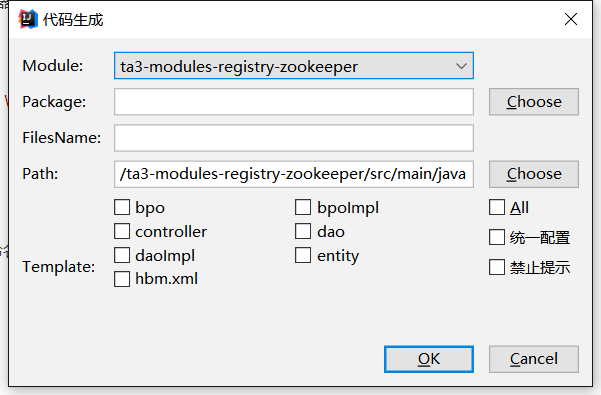 代码生成
Module: ta3-modules-registry-zookeeper
Package: Choose
FilesName:
Path: /ta3-modules-registry-zookeeper/src/main/java Choose
Template:
bpo bpoImpl All
controller dao 统一配置
daoImpl entity 禁止提示
hbm.xml
OK Cancel